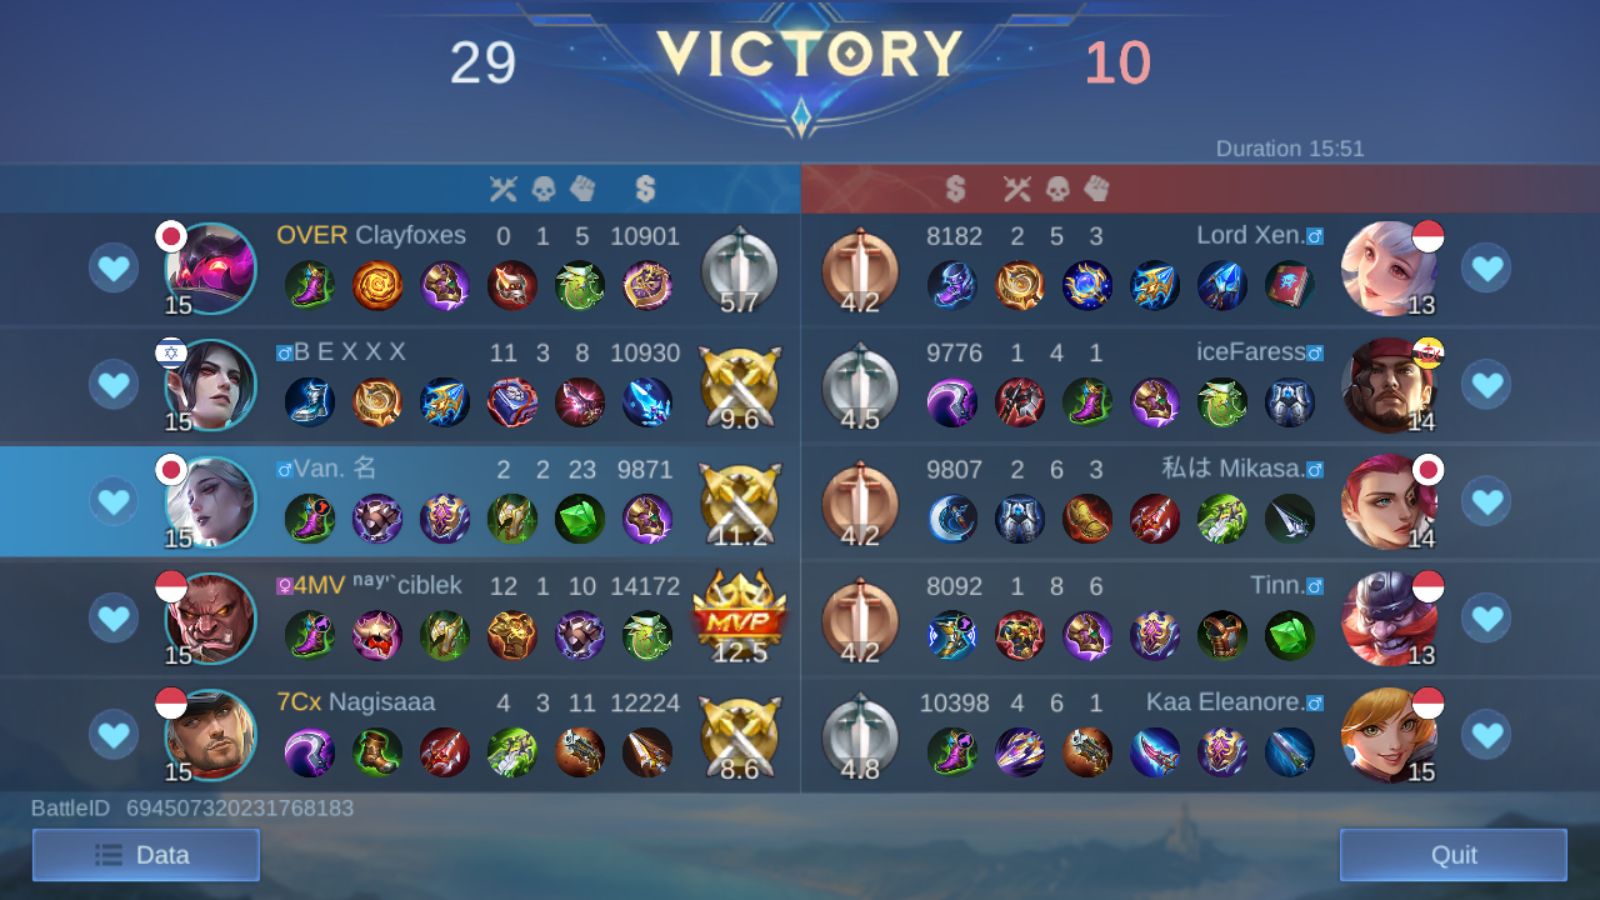 29 VICTORY 10
Duration 15:51
OVER Clayfoxes 0 1 5 10901
15 5.7
8182 2 5 3 Lord Xen.
4.2 13
B E X X X 11 3 8 10930
15 9.6
9776 1 4 1 iceFaress
4.5 14
Van. 名 2 2 23 9871
15 11.2
9807 2 6 3 私は Mikasa.
4.2 14
4MV ⁿᵃʸ'`ciblek 12 1 10 14172
MVP
15 12.5
8092 1 8 6 Tinn.
4.2 13
7Cx Nagisaaa 4 3 11 12224
15 8.6
10398 4 6 1 Kaa Eleanore.
4.8 15
BattleID 694507320231768183
Data
Quit